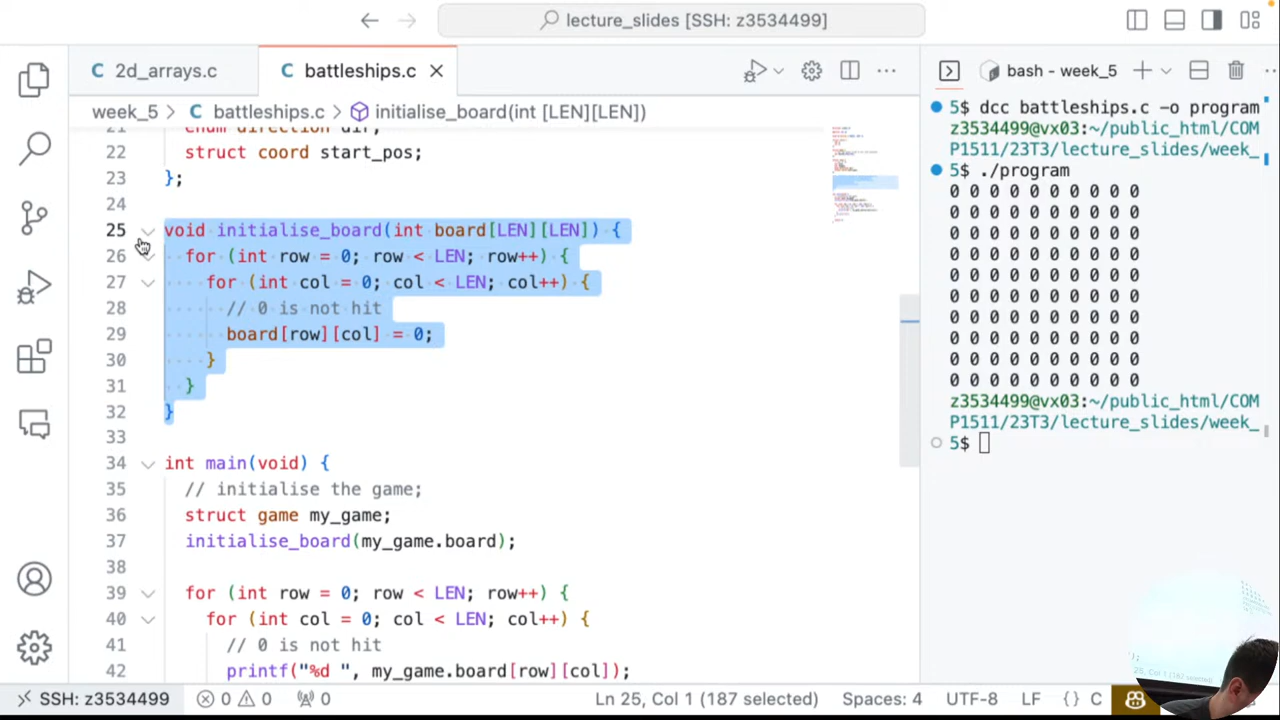 lecture_slides [SSH: z3534499]
2d_arrays.c
battleships.c
bash - week_5
week_5 > battleships.c > initialise_board(int [LEN][LEN])
21 enum direction dir;
22 struct coord start_pos;
23 };
24
25 void initialise_board(int board[LEN][LEN]) {
26 for (int row = 0; row < LEN; row++) {
27 for (int col = 0; col < LEN; col++) {
28 // 0 is not hit
29 board[row][col] = 0;
30 }
31 }
32 }
33
34 int main(void) {
35 // initialise the game;
36 struct game my_game;
37 initialise_board(my_game.board);
38
39 for (int row = 0; row < LEN; row++) {
40 for (int col = 0; col < LEN; col++) {
41 // 0 is not hit
42 printf("%d ", my_game.board[row][col]);
5$ dcc battleships.c -o program
z3534499@vx03:~/public_html/COM
P1511/23T3/lecture_slides/week_
5$ ./program
0 0 0 0 0 0 0 0 0 0
0 0 0 0 0 0 0 0 0 0
0 0 0 0 0 0 0 0 0 0
0 0 0 0 0 0 0 0 0 0
0 0 0 0 0 0 0 0 0 0
0 0 0 0 0 0 0 0 0 0
0 0 0 0 0 0 0 0 0 0
0 0 0 0 0 0 0 0 0 0
0 0 0 0 0 0 0 0 0 0
0 0 0 0 0 0 0 0 0 0
z3534499@vx03:~/public_html/COM
P1511/23T3/lecture_slides/week_
5$
SSH: z3534499
0 0
0
Ln 25, Col 1 (187 selected)
Spaces: 4
UTF-8
LF
{} C